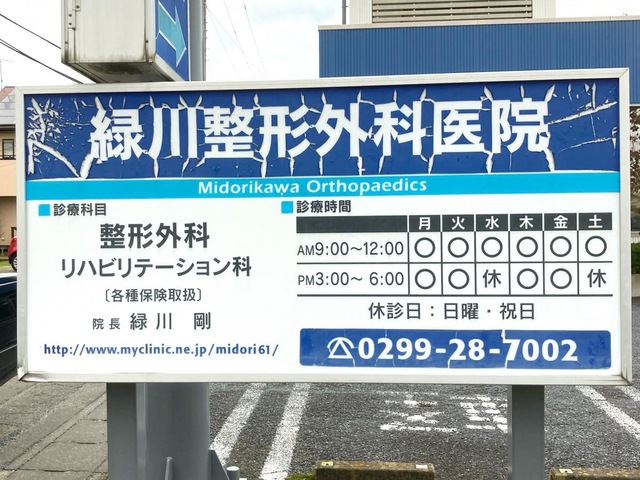 緑川整形外科医院
Midorikawa Orthopaedics
診療科目
整形外科
リハビリテーション科
〔各種保険取扱〕
院長 緑川 剛
http://www.myclinic.ne.jp/midori61/
診療時間
月 火 水 木 金 土
AM9:00〜12:00 ○ ○ ○ ○ ○ ○
PM3:00〜6:00 ○ ○ 休 ○ ○ 休
休診日：日曜・祝日
☎0299-28-7002